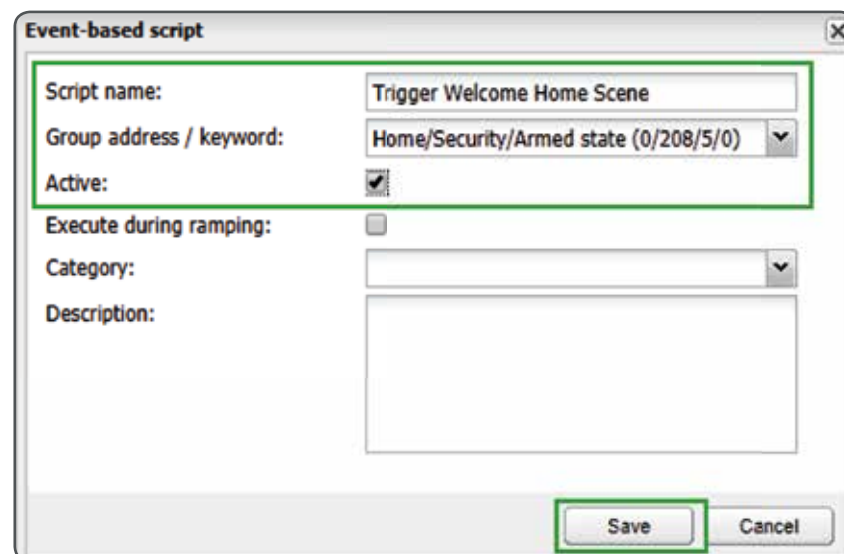 Event-based script
Script name: Trigger Welcome Home Scene
Group address / keyword: Home/Security/Armed state (0/208/5/0)
Active:
Execute during ramping:
Category:
Description:
Save Cancel